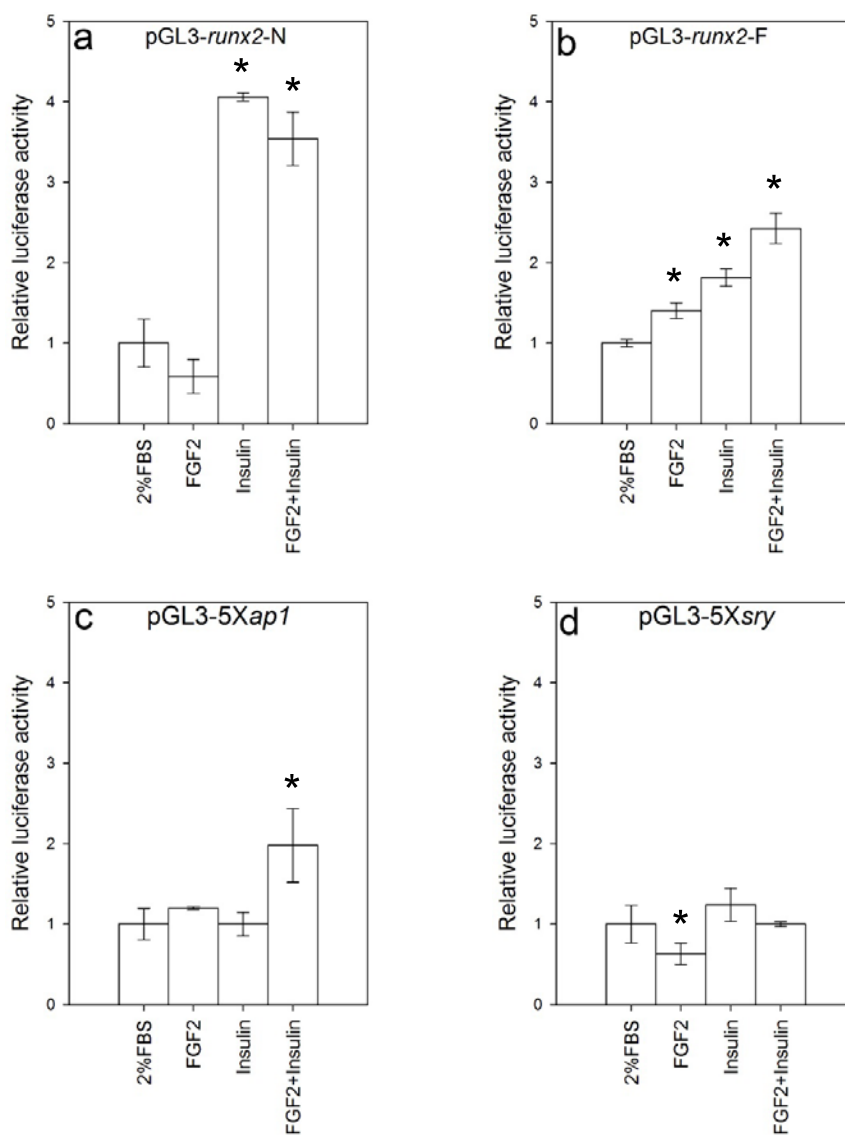 a
pGL3-runx2-N
Relative luciferase activity
5
4
3
2
1
0
*
*
2%FBS
FGF2
Insulin
FGF2+Insulin
b
pGL3-runx2-F
Relative luciferase activity
5
4
3
2
1
0
*
*
*
2%FBS
FGF2
Insulin
FGF2+Insulin
c
pGL3-5Xap1
Relative luciferase activity
5
4
3
2
1
0
*
2%FBS
FGF2
Insulin
FGF2+Insulin
d
pGL3-5Xsry
Relative luciferase activity
5
4
3
2
1
0
*
2%FBS
FGF2
Insulin
FGF2+Insulin